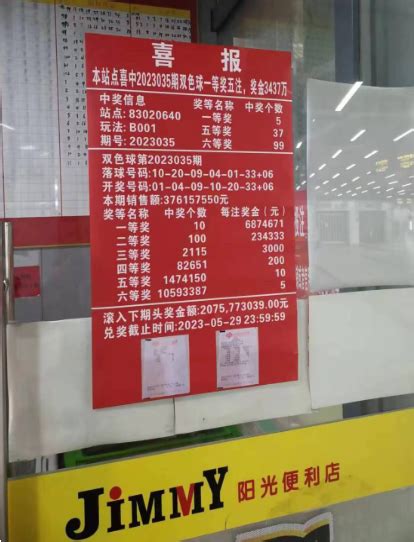 喜报
本站点喜中2023035期双色球一等奖五注，奖金3437万
中奖信息 奖等名称 中奖个数
站点: 83020640 一等奖 5
玩法: B001 五等奖 37
期号: 2023035 六等奖 99
双色球第2023035期
落球号码:10-20-09-04-01-33+06
开奖号码:01-04-09-10-20-33+06
本期销售额:376157550元
奖等名称 中奖个数 每注奖金（元）
一等奖 10 6874671
二等奖 100 234333
三等奖 2115 3000
四等奖 82651 200
五等奖 1474150 10
六等奖 10593387 5
滚入下期头奖金额:2075,773039.00元
兑奖截止时间:2023-05-29 23:59:59
JiMMY 阳光便利店